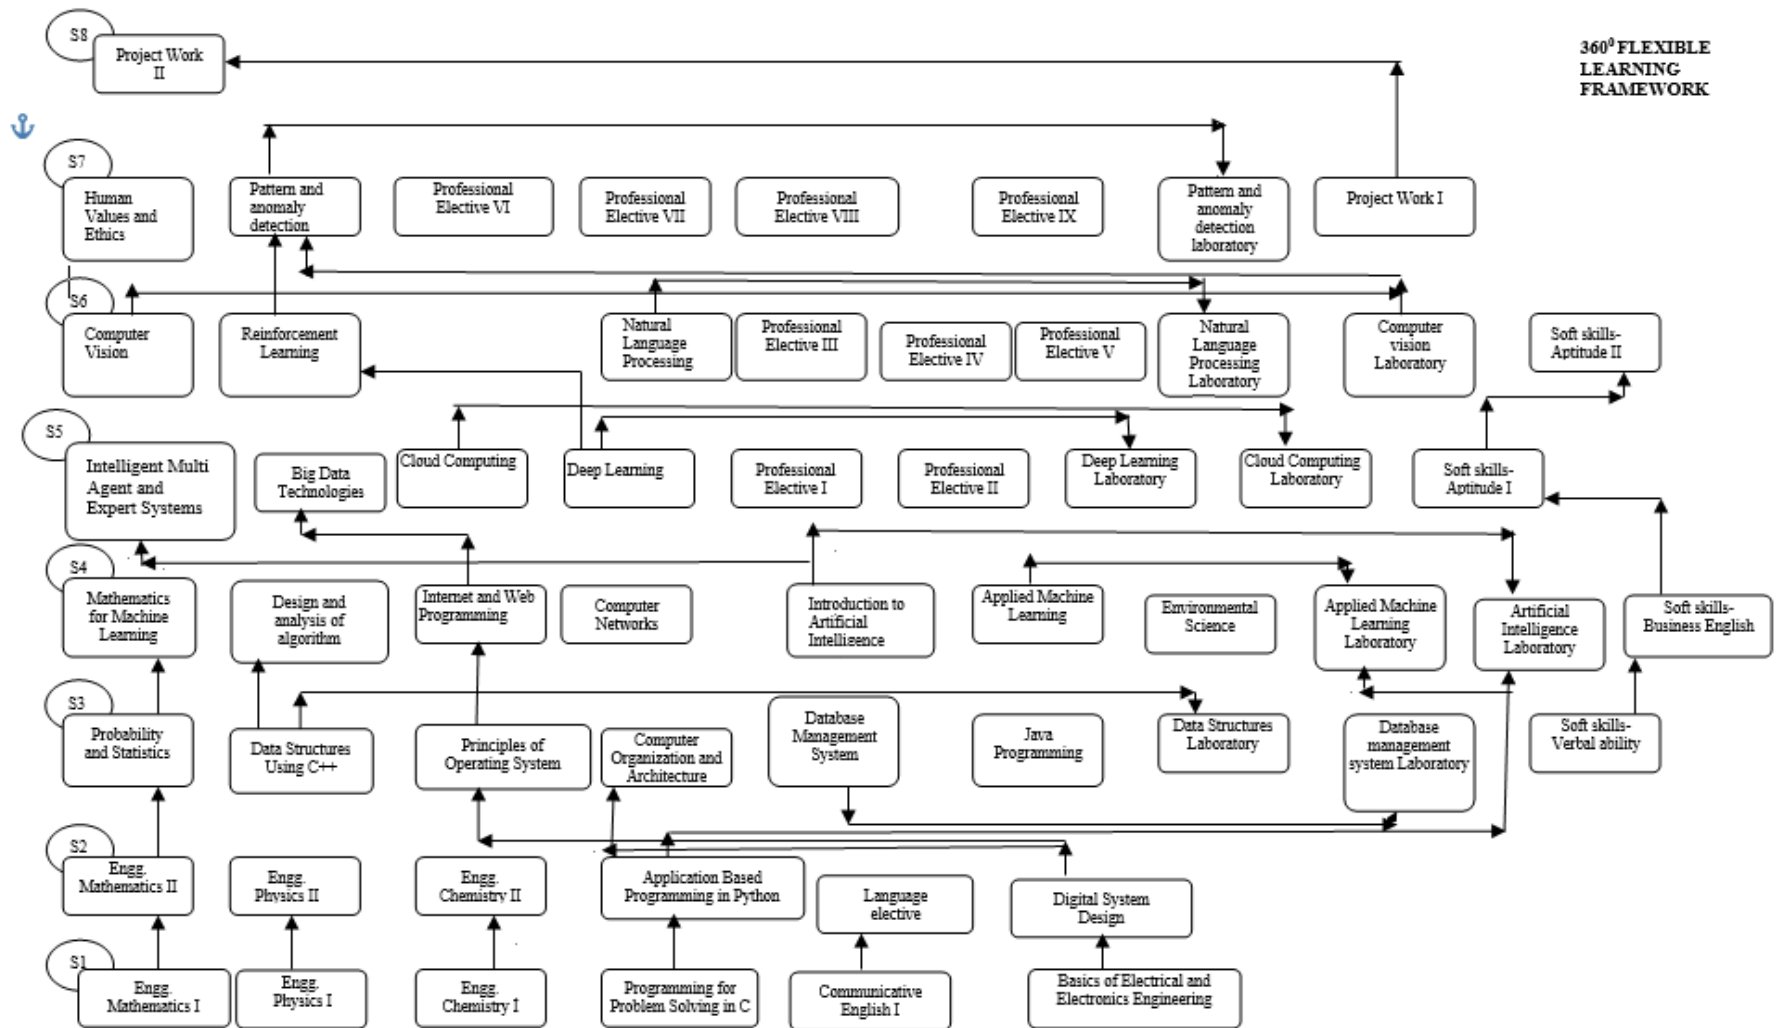 S8
Project Work
II
360⁰ FLEXIBLE
LEARNING
FRAMEWORK
S7
Human
Values and
Ethics
Pattern and
anomaly
detection
Professional
Elective VI
Professional
Elective VII
Professional
Elective VIII
Professional
Elective IX
Pattern and
anomaly
detection
laboratory
Project Work I
S6
Computer
Vision
Reinforcement
Learning
Natural
Language
Processing
Professional
Elective III
Professional
Elective IV
Professional
Elective V
Natural
Language
Processing
Laboratory
Computer
vision
Laboratory
Soft skills-
Aptitude II
S5
Intelligent Multi
Agent and
Expert Systems
Big Data
Technologies
Cloud Computing
Deep Learning
Professional
Elective I
Professional
Elective II
Deep Learning
Laboratory
Cloud Computing
Laboratory
Soft skills-
Aptitude I
S4
Mathematics
for Machine
Learning
Design and
analysis of
algorithm
Internet and Web
Programming
Computer
Networks
Introduction to
Artificial
Intelligence
Applied Machine
Learning
Environmental
Science
Applied Machine
Learning
Laboratory
Artificial
Intelligence
Laboratory
Soft skills-
Business English
S3
Probability
and Statistics
Data Structures
Using C++
Principles of
Operating System
Computer
Organization and
Architecture
Database
Management
System
Java
Programming
Data Structures
Laboratory
Database
management
system Laboratory
Soft skills-
Verbal ability
S2
Engg.
Mathematics II
Engg.
Physics II
Engg.
Chemistry II
Application Based
Programming in Python
Language
elective
Digital System
Design
S1
Engg.
Mathematics I
Engg.
Physics I
Engg.
Chemistry I
Programming for
Problem Solving in C
Communicative
English I
Basics of Electrical and
Electronics Engineering